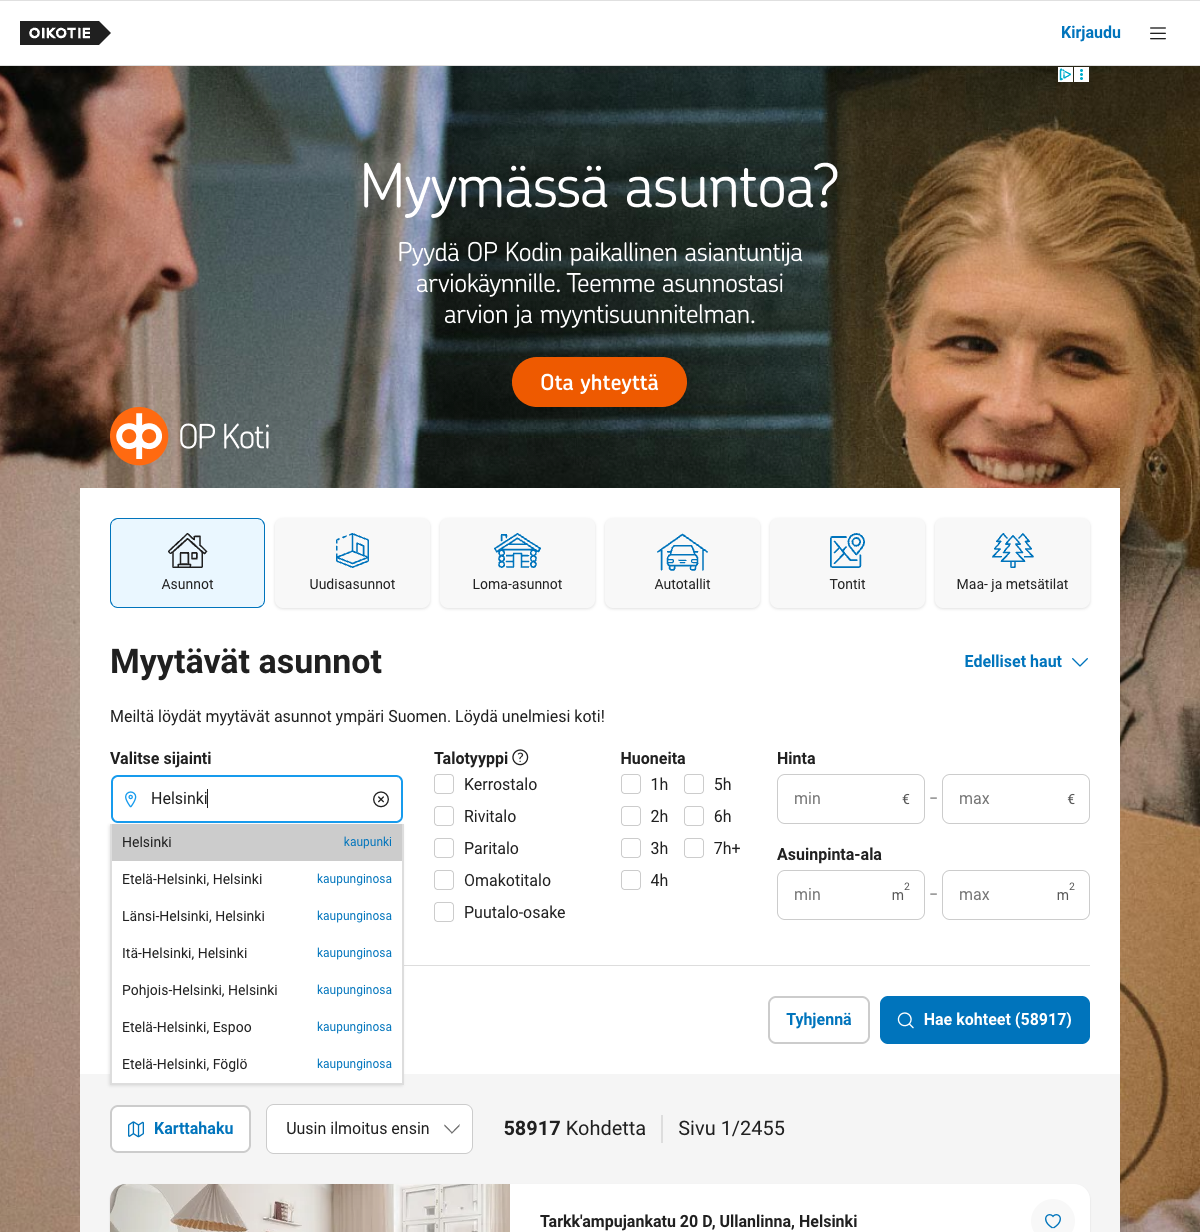 OIKOTIE
Kirjaudu
Myymässä asuntoa?
Pyydä OP Kodin paikallinen asiantuntija
arviokäynnille. Teemme asunnostasi
arvion ja myyntisuunnitelman.
Ota yhteyttä
OP Koti
Asunnot
Uudisasunnot
Loma-asunnot
Autotallit
Tontit
Maa- ja metsätilat
Myytävät asunnot
Edelliset haut
Meiltä löydät myytävät asunnot ympäri Suomen. Löydä unelmiesi koti!
Valitse sijainti
Helsinki
Helsinki kaupunki
Etelä-Helsinki, Helsinki kaupunginosa
Länsi-Helsinki, Helsinki kaupunginosa
Itä-Helsinki, Helsinki kaupunginosa
Pohjois-Helsinki, Helsinki kaupunginosa
Etelä-Helsinki, Espoo kaupunginosa
Etelä-Helsinki, Föglö kaupunginosa
Talotyyppi ?
Kerrostalo
Rivitalo
Paritalo
Omakotitalo
Puutalo-osake
Huoneita
1h 5h
2h 6h
3h 7h+
4h
Hinta
min € – max €
Asuinpinta-ala
min m² – max m²
Tyhjennä
Hae kohteet (58917)
Karttahaku
Uusin ilmoitus ensin
58917 Kohdetta
Sivu 1/2455
Tarkk'ampujankatu 20 D, Ullanlinna, Helsinki